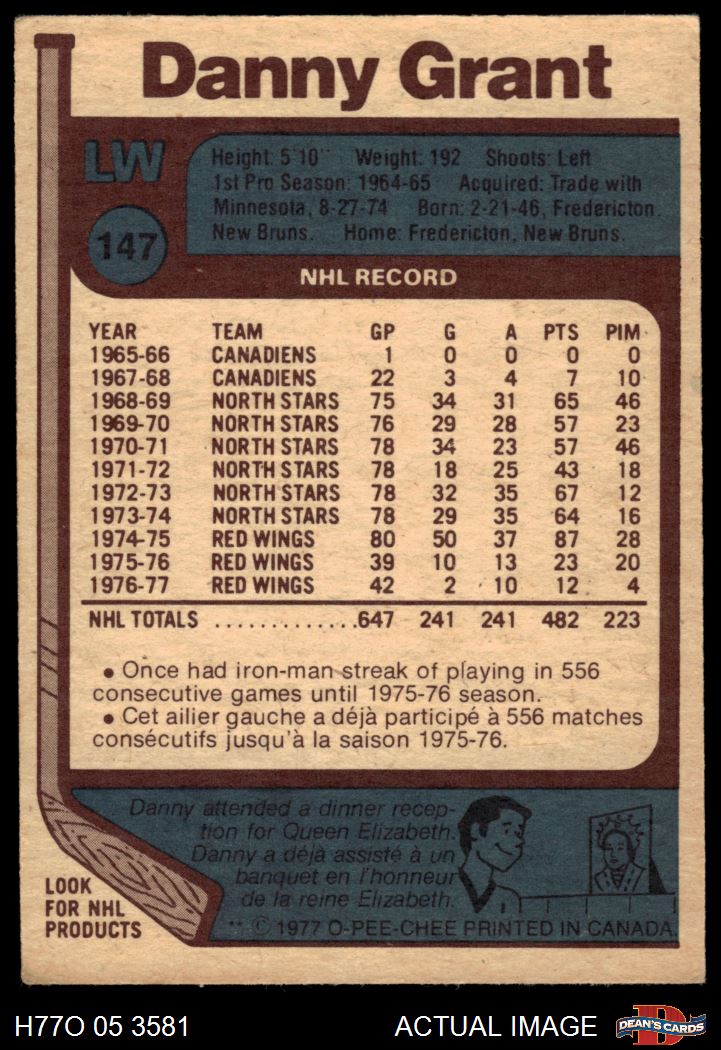 Danny Grant
LW
147
Height: 5'10" Weight: 192 Shoots: Left
1st Pro Season: 1964-65 Acquired: Trade with
Minnesota, 8-27-74 Born: 2-21-46, Fredericton,
New Bruns. Home: Fredericton, New Bruns.
NHL RECORD
YEAR TEAM GP G A PTS PIM
1965-66 CANADIENS 1 0 0 0 0
1967-68 CANADIENS 22 3 4 7 10
1968-69 NORTH STARS 75 34 31 65 46
1969-70 NORTH STARS 76 29 28 57 23
1970-71 NORTH STARS 78 34 23 57 46
1971-72 NORTH STARS 78 18 25 43 18
1972-73 NORTH STARS 78 32 35 67 12
1973-74 NORTH STARS 78 29 35 64 16
1974-75 RED WINGS 80 50 37 87 28
1975-76 RED WINGS 39 10 13 23 20
1976-77 RED WINGS 42 2 10 12 4
NHL TOTALS .............647 241 241 482 223
• Once had iron-man streak of playing in 556
consecutive games until 1975-76 season.
• Cet ailier gauche a déjà participé à 556 matches
consécutifs jusqu'à la saison 1975-76.
Danny attended a dinner recep-
tion for Queen Elizabeth.
Danny a déjà assisté à un
banquet en l'honneur
de la reine Elizabeth.
LOOK
FOR NHL
PRODUCTS
** © 1977 O-PEE-CHEE PRINTED IN CANADA
H77O 05 3581
ACTUAL IMAGE
D
DEAN'S CARDS